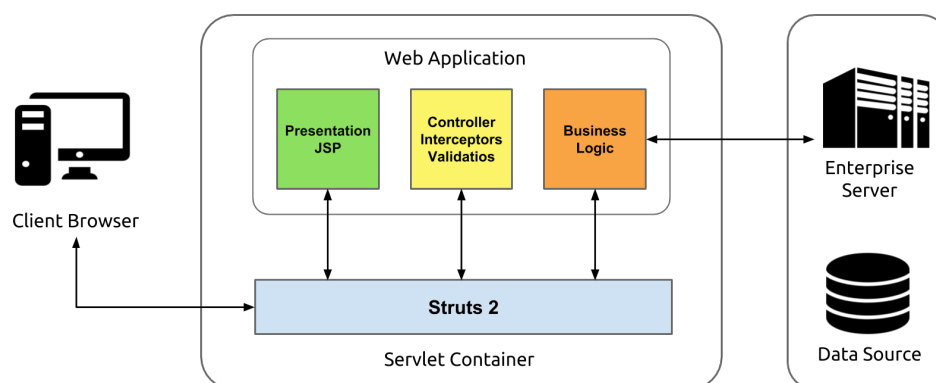 Web Application
Presentation
JSP
Controller
Interceptors
Validatios
Business
Logic
Client Browser
Enterprise
Server
Struts 2
Servlet Container
Data Source